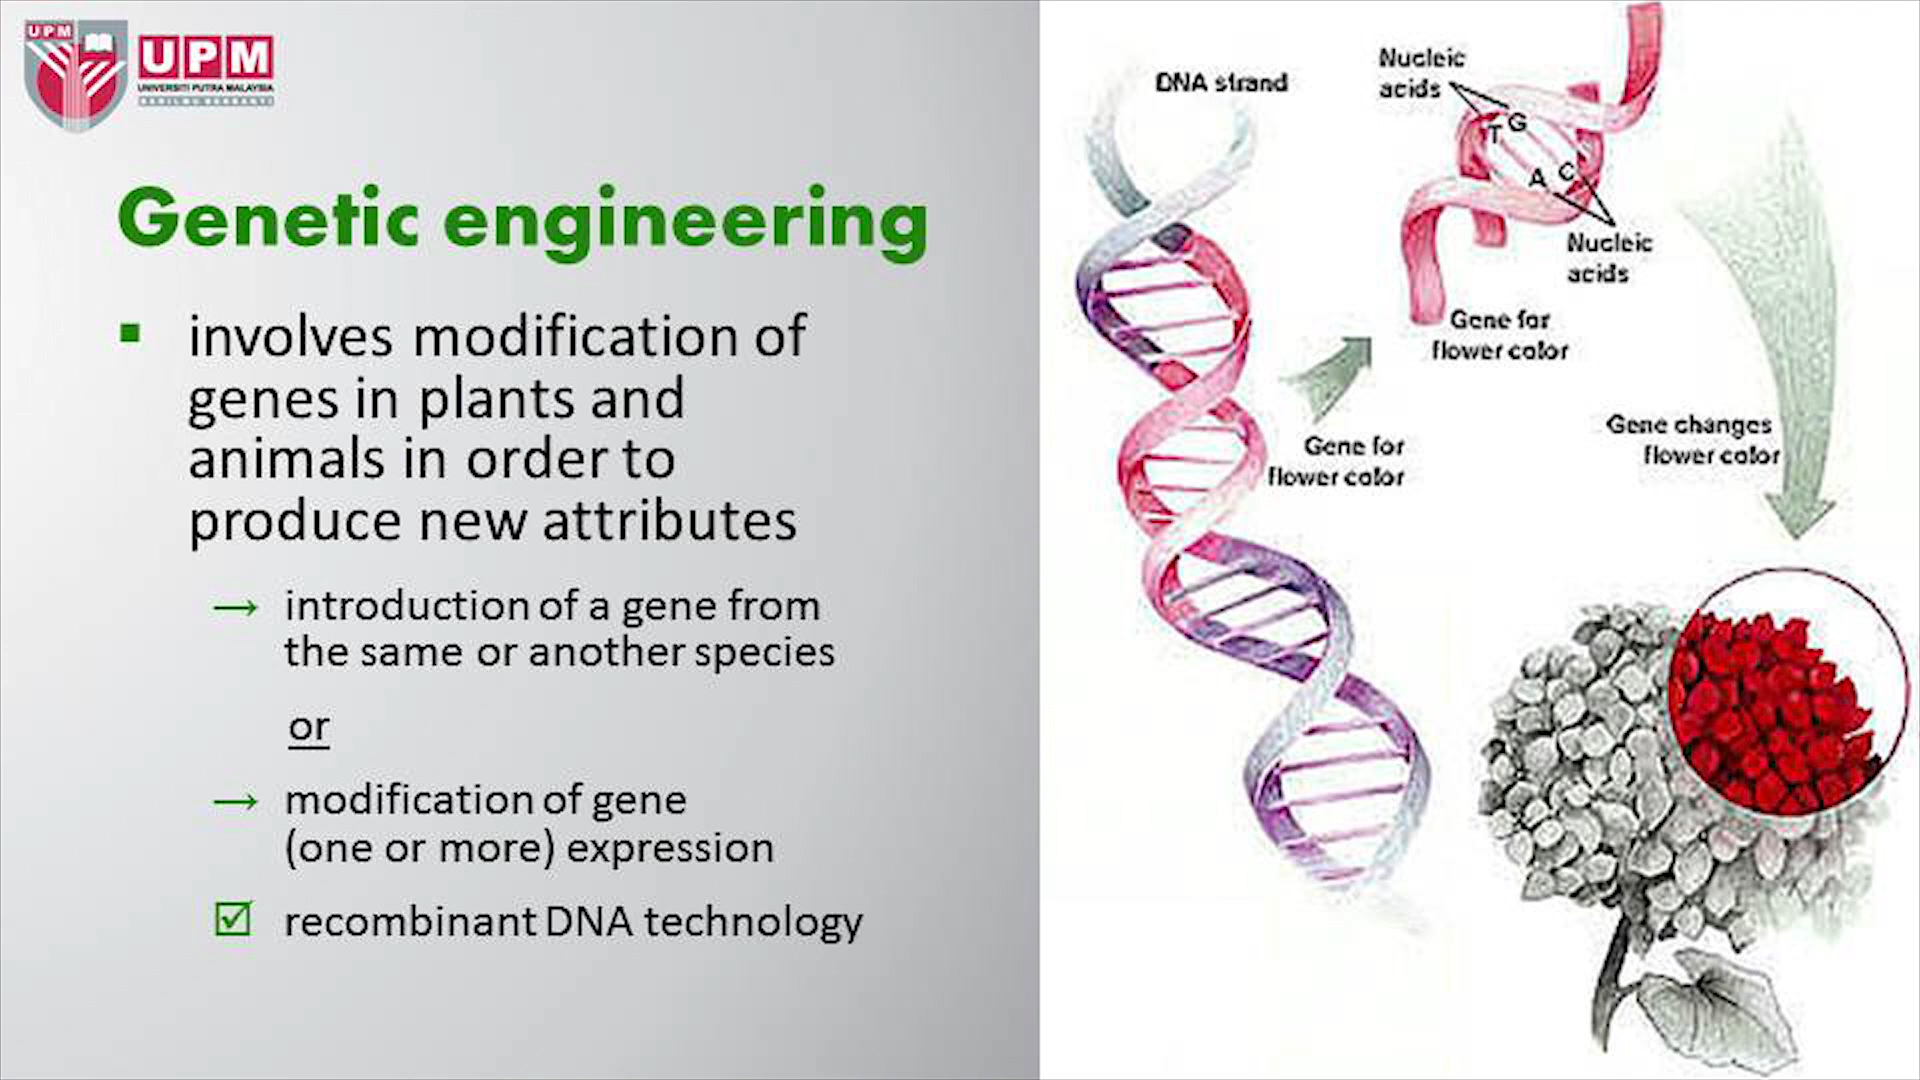 UPM
UPM
UNIVERSITI PUTRA MALAYSIA
Genetic engineering
involves modification of
genes in plants and
animals in order to
produce new attributes
→ introduction of a gene from
the same or another species
or
→ modification of gene
(one or more) expression
recombinant DNA technology
DNA strand
Nucleic
acids
T G
A C
Nucleic
acids
Gene for
flower color
Gene for
flower color
Gene changes
flower color